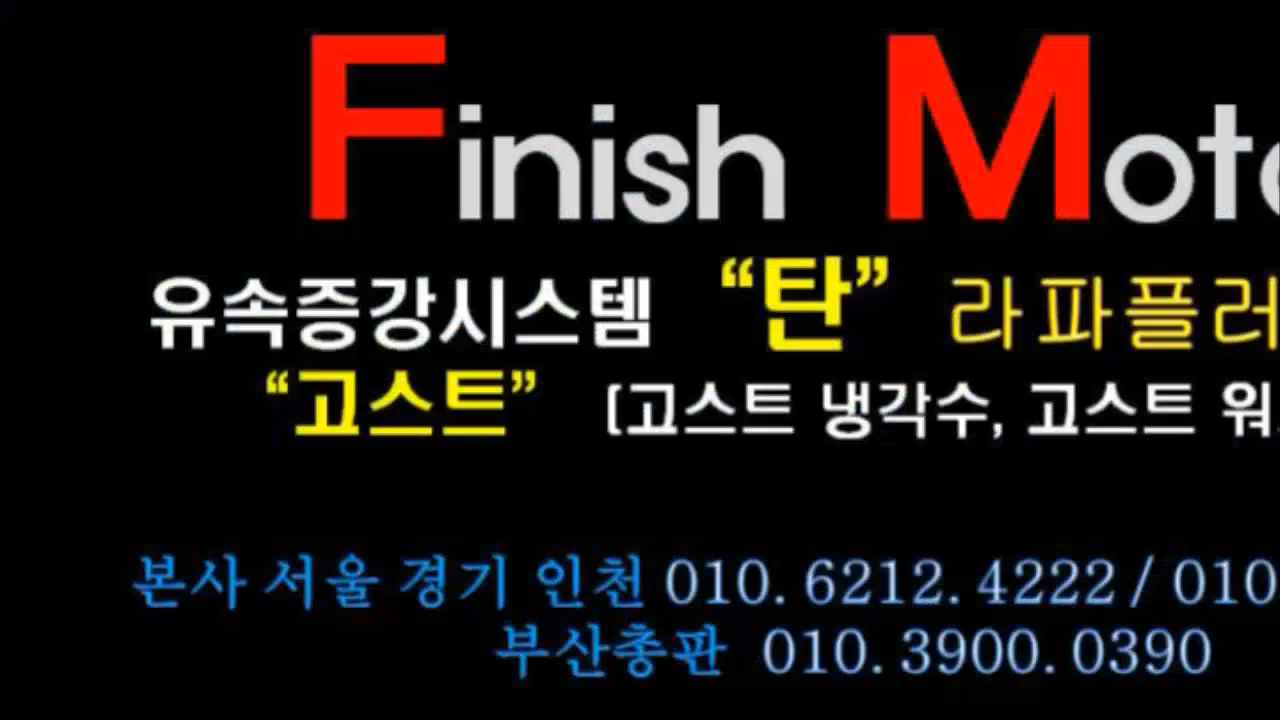 Finish Moto
유속증강시스템 “탄” 라파플러
“고스트” (고스트 냉각수, 고스트 워
본사 서울 경기 인천 010. 6212. 4222 / 010
부산총판 010. 3900. 0390